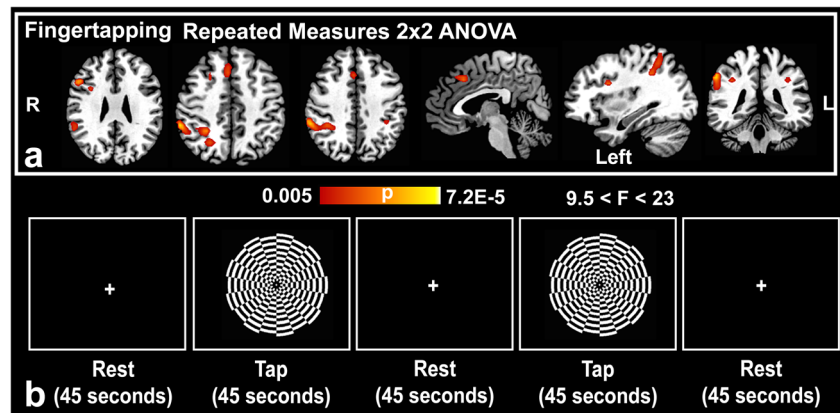 Fingertapping Repeated Measures 2x2 ANOVA
R
L
Left
a
0.005 p 7.2E-5 9.5 < F < 23
+ + +
Rest Tap Rest Tap Rest
b (45 seconds) (45 seconds) (45 seconds) (45 seconds) (45 seconds)